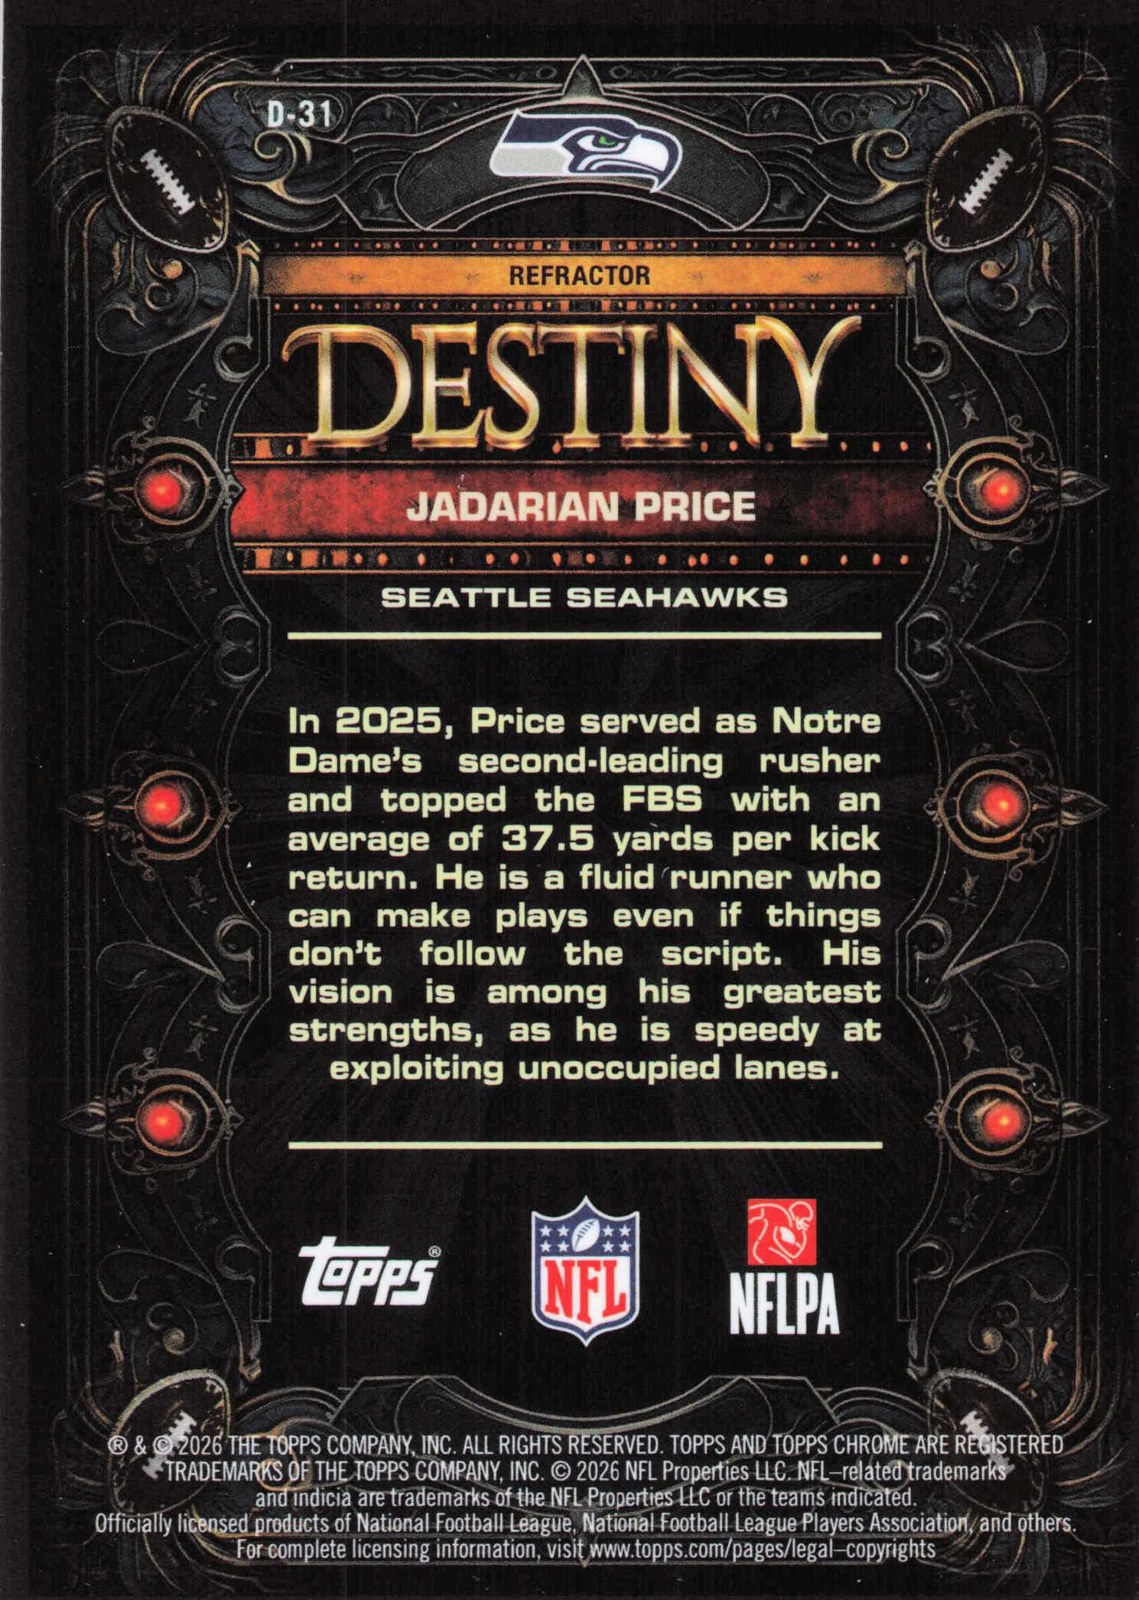 D-31
REFRACTOR
DESTINY
JADARIAN PRICE
SEATTLE SEAHAWKS
In 2025, Price served as Notre
Dame's second-leading rusher
and topped the FBS with an
average of 37.5 yards per kick
return. He is a fluid runner who
can make plays even if things
don't follow the script. His
vision is among his greatest
strengths, as he is speedy at
exploiting unoccupied lanes.
topps®
NFL
NFLPA
® & © 2026 THE TOPPS COMPANY, INC. ALL RIGHTS RESERVED. TOPPS AND TOPPS CHROME ARE REGISTERED
TRADEMARKS OF THE TOPPS COMPANY, INC. © 2026 NFL Properties LLC. NFL–related trademarks
and indicia are trademarks of the NFL Properties LLC or the teams indicated.
Officially licensed products of National Football League, National Football League Players Association, and others.
For complete licensing information, visit www.topps.com/pages/legal–copyrights